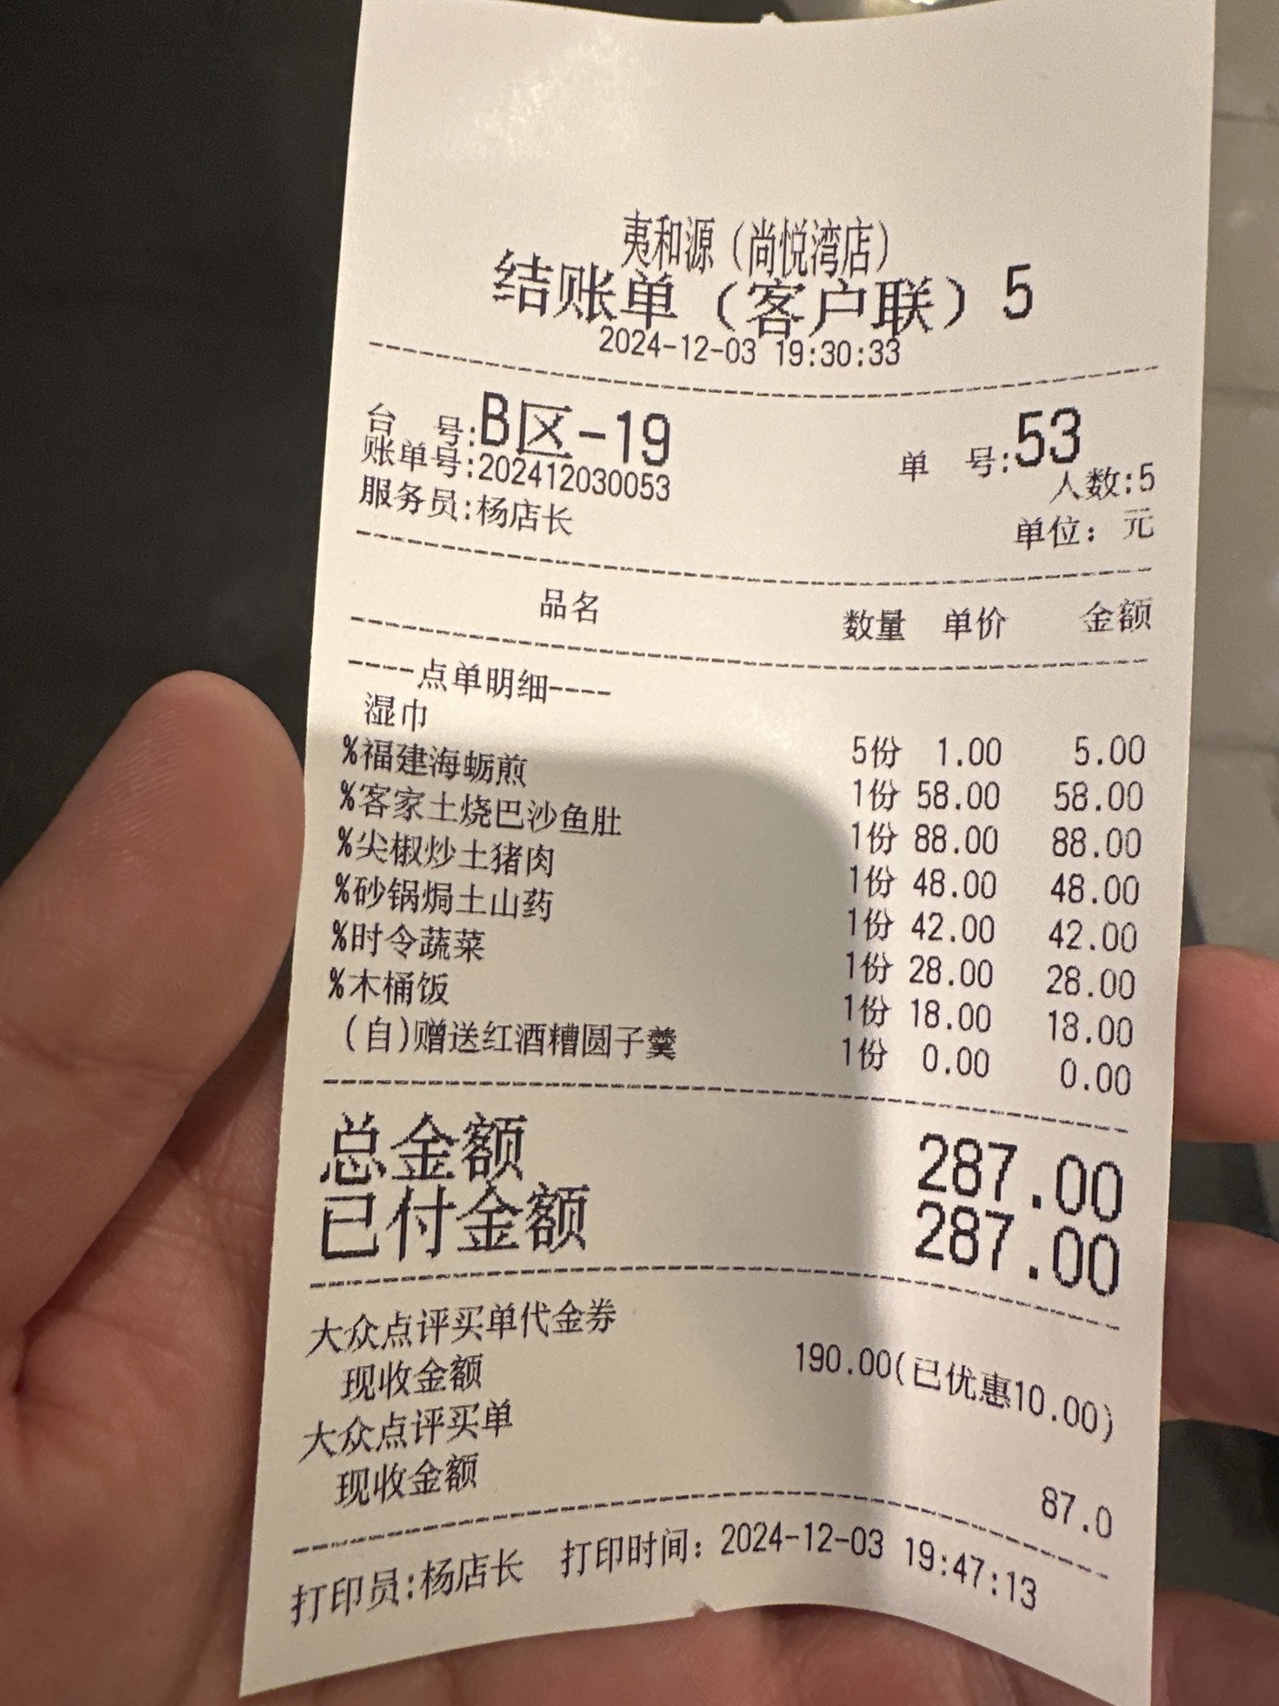 夷和源（尚悦湾店）
结账单（客户联）5
2024-12-03 19:30:33
台 号:B区-19 单 号:53
账单号:202412030053 人数:5
服务员:杨店长 单位：元
品名 数量 单价 金额
----点单明细----
湿巾 5份 1.00 5.00
%福建海蛎煎 1份 58.00 58.00
%客家土烧巴沙鱼肚 1份 88.00 88.00
%尖椒炒土猪肉 1份 48.00 48.00
%砂锅焗土山药 1份 42.00 42.00
%时令蔬菜 1份 28.00 28.00
%木桶饭 1份 18.00 18.00
(自)赠送红酒糟圆子羹 1份 0.00 0.00
总金额 287.00
已付金额 287.00
大众点评买单代金券
现收金额 190.00(已优惠10.00)
大众点评买单
现收金额 87.0
打印员:杨店长 打印时间：2024-12-03 19:47:13